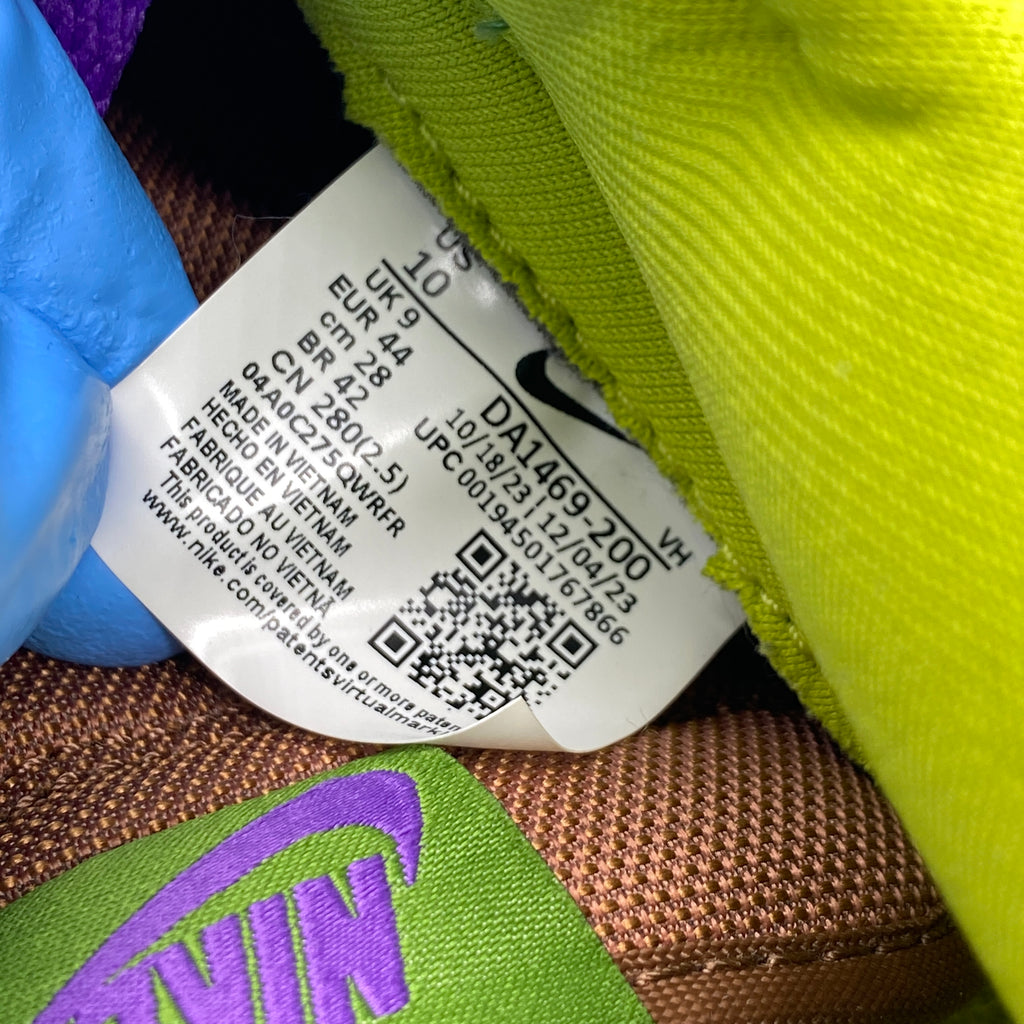 US
10
UK 9
EUR 44
cm 28
BR 42
CN 280(2.5)
04A0C275QWRFR
MADE IN VIETNAM
HECHO EN VIETNAM
FABRIQUE AU VIETNAM
FABRICADO NO VIETNÃ
This product is covered by one or more
www.nike.com/patentsvirtual
VH
DA1469-200
10/18/23 | 12/04/23
UPC 00194501767866